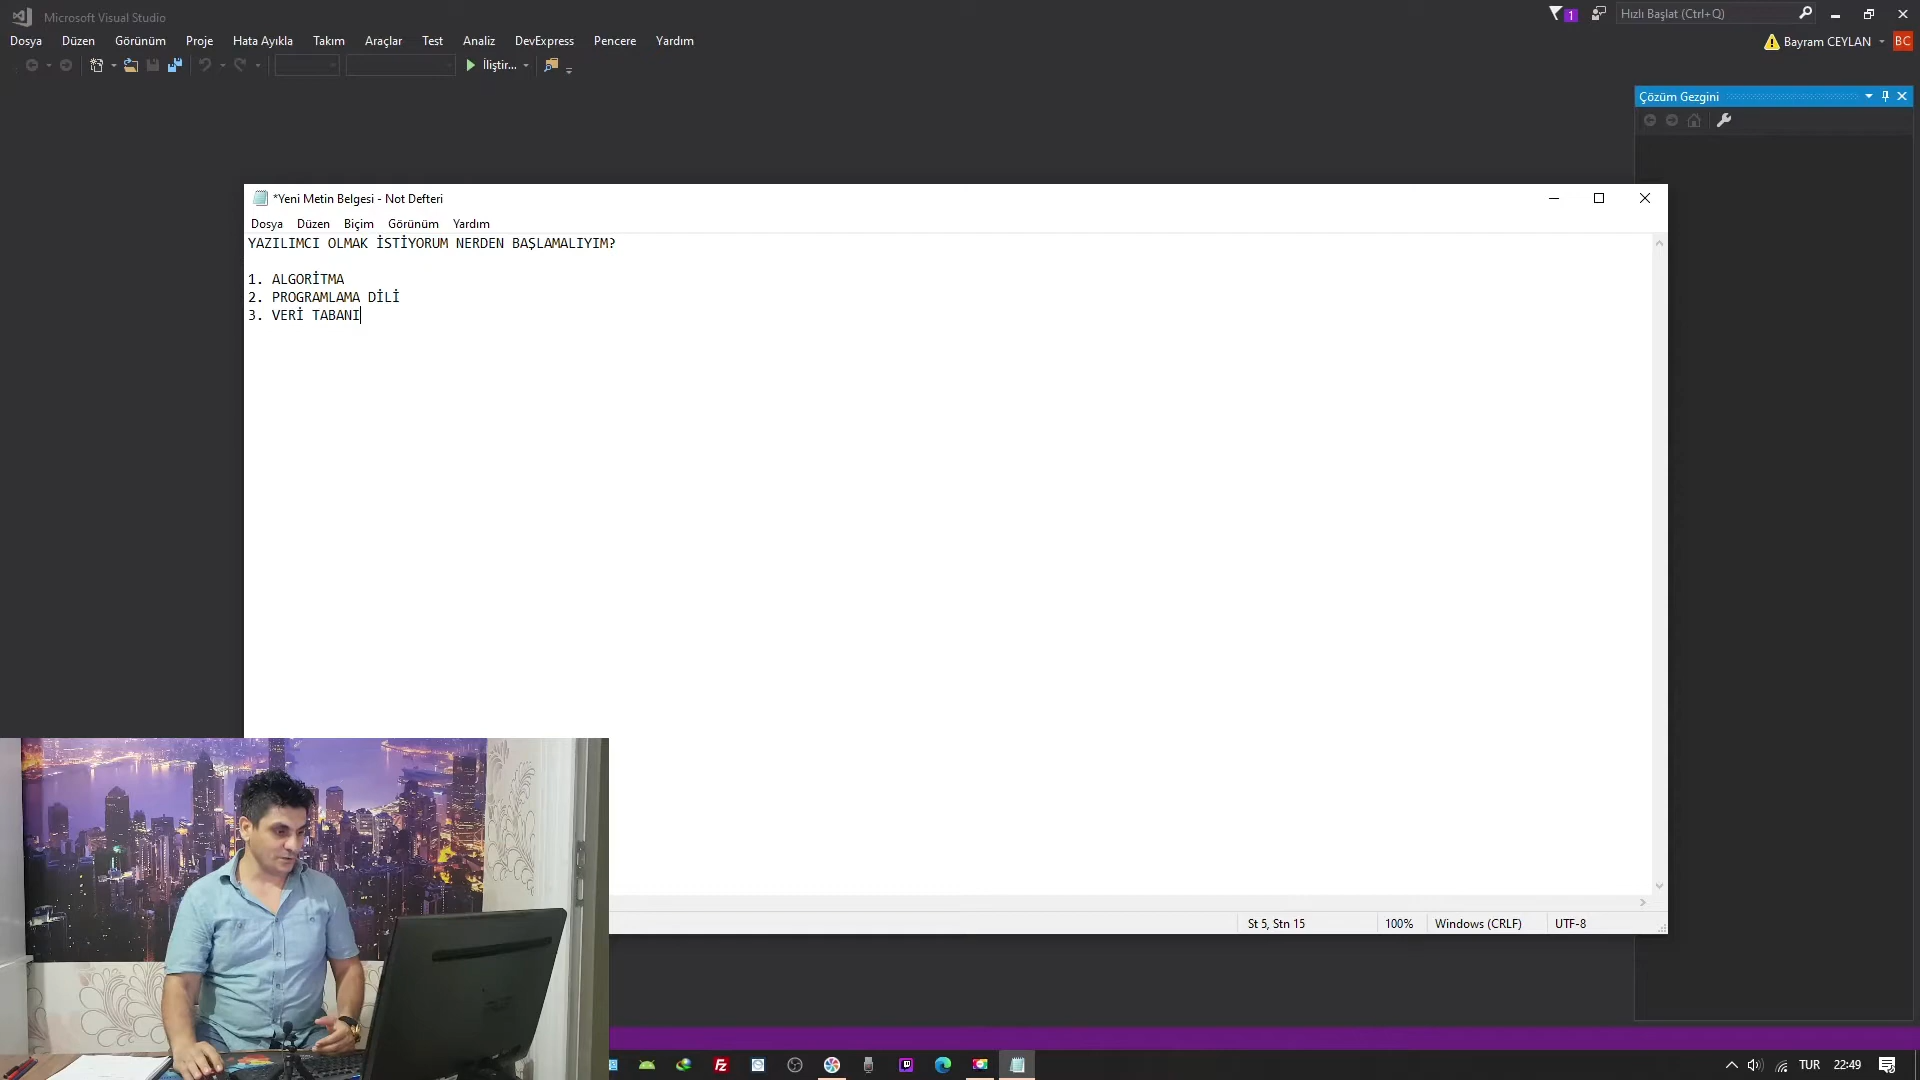 Microsoft Visual Studio
1
Hızlı Başlat (Ctrl+Q)
Dosya Düzen Görünüm Proje Hata Ayıkla Takım Araçlar Test Analiz DevExpress Pencere Yardım
Bayram CEYLAN BC
İliştir...
Çözüm Gezgini
*Yeni Metin Belgesi - Not Defteri
Dosya Düzen Biçim Görünüm Yardım
YAZILIMCI OLMAK İSTİYORUM NERDEN BAŞLAMALIYIM?
1. ALGORİTMA
2. PROGRAMLAMA DİLİ
3. VERİ TABANI
St 5, Stn 15 100% Windows (CRLF) UTF-8
TUR 22:49